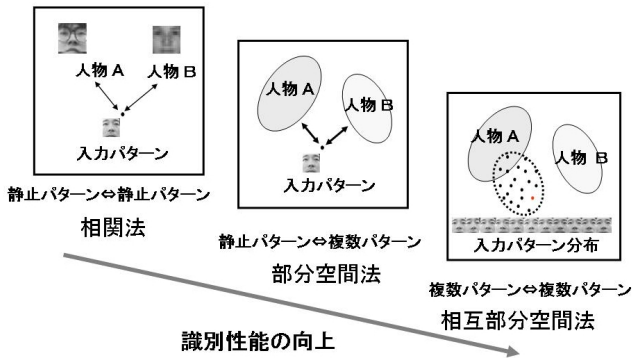 人物A
人物B
入力パターン
静止パターン⇔静止パターン
相関法
人物A
人物B
入力パターン
静止パターン⇔複数パターン
部分空間法
人物A
人物B
入力パターン分布
複数パターン⇔複数パターン
相互部分空間法
識別性能の向上